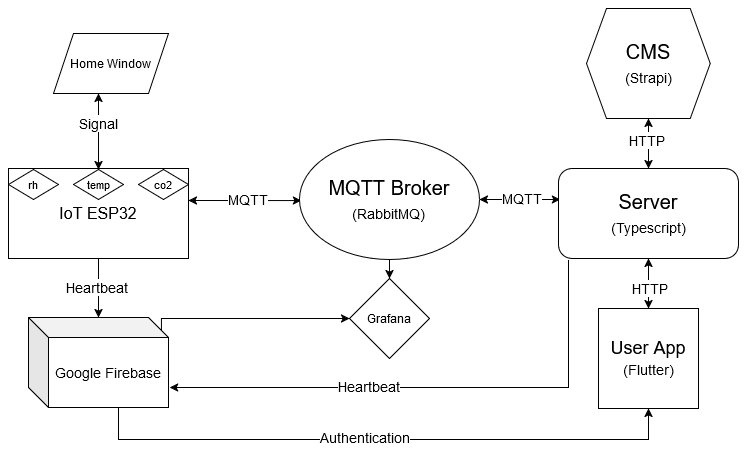 CMS
(Strapi)
Home Window
Signal
HTTP
rh
temp
co2
IoT ESP32
MQTT
MQTT Broker
(RabbitMQ)
MQTT
Server
(Typescript)
Heartbeat
HTTP
Grafana
User App
(Flutter)
Google Firebase
Heartbeat
Authentication